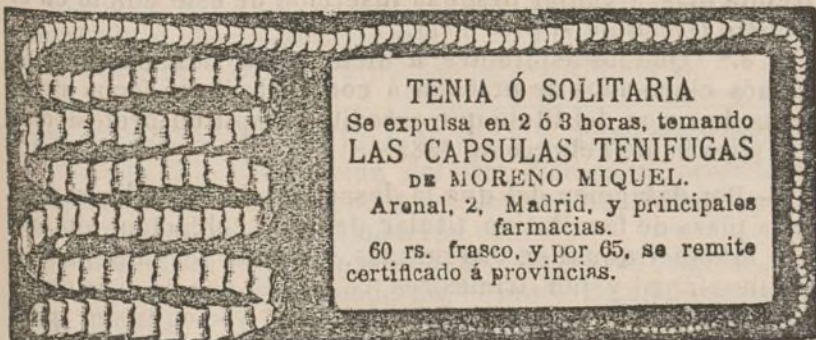 TENIA Ó SOLITARIA
Se expulsa en 2 ó 3 horas, temando
LAS CAPSULAS TENIFUGAS
DE MORENO MIQUEL.
Arenal, 2, Madrid, y principales
farmacias.
60 rs. frasco, y por 65, se remite
certificado á provincias.